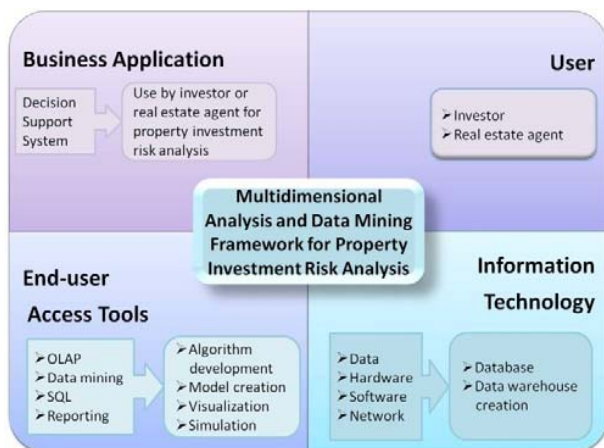 Business Application
Decision
Support
System
Use by investor or
real estate agent for
property investment
risk analysis
User
➢Investor
➢Real estate agent
Multidimensional
Analysis and Data Mining
Framework for Property
Investment Risk Analysis
End-user
Access Tools
➢OLAP
➢Data mining
➢SQL
➢Reporting
➢Algorithm
development
➢Model creation
➢Visualization
➢Simulation
Information
Technology
➢Data
➢Hardware
➢Software
➢Network
➢Database
➢Data warehouse
creation